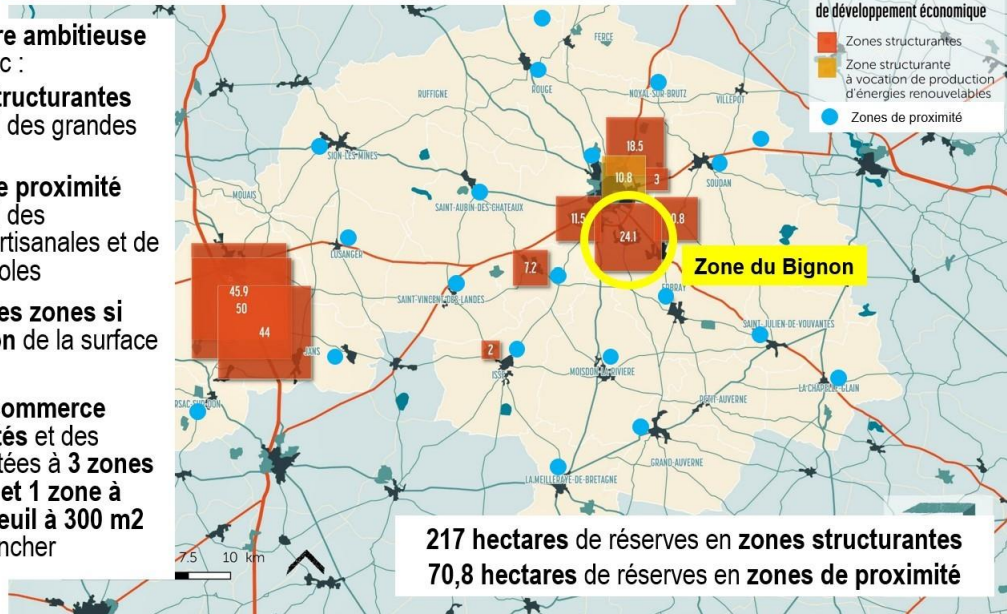 re ambitieuse
c :
tructurantes
des grandes
e proximité
des
rtisanales et de
oles
es zones si
on de la surface
ommerce
tés et des
tées à 3 zones
et 1 zone à
euil à 300 m2
ncher
de développement économique
Zones structurantes
Zone structurante
à vocation de production
d'énergies renouvelables
Zones de proximité
FERCE
ROUGE
RUFFIGNE
NOYAL-SUR-BRUTZ
VILLEPOT
SION-LES-MINES
18.5
10.8
3
SOUDAN
MOUAIS
SAINT-AUBIN-DES-CHATEAUX
11.5
0.8
24.1
LUSANGER
7.2
Zone du Bignon
45.9
50
44
SAINT-VINCENT-DES-LANDES
ERBRAY
SAINT-JULIEN-DE-VOUVANTES
2
ISSE
MOISDON-LA-RIVIERE
LA CHAPELLE-GLAIN
PETIT-AUVERNE
GRAND-AUVERNE
LA MEILLERAYE-DE-BRETAGNE
7.5 10 km
217 hectares de réserves en zones structurantes
70,8 hectares de réserves en zones de proximité